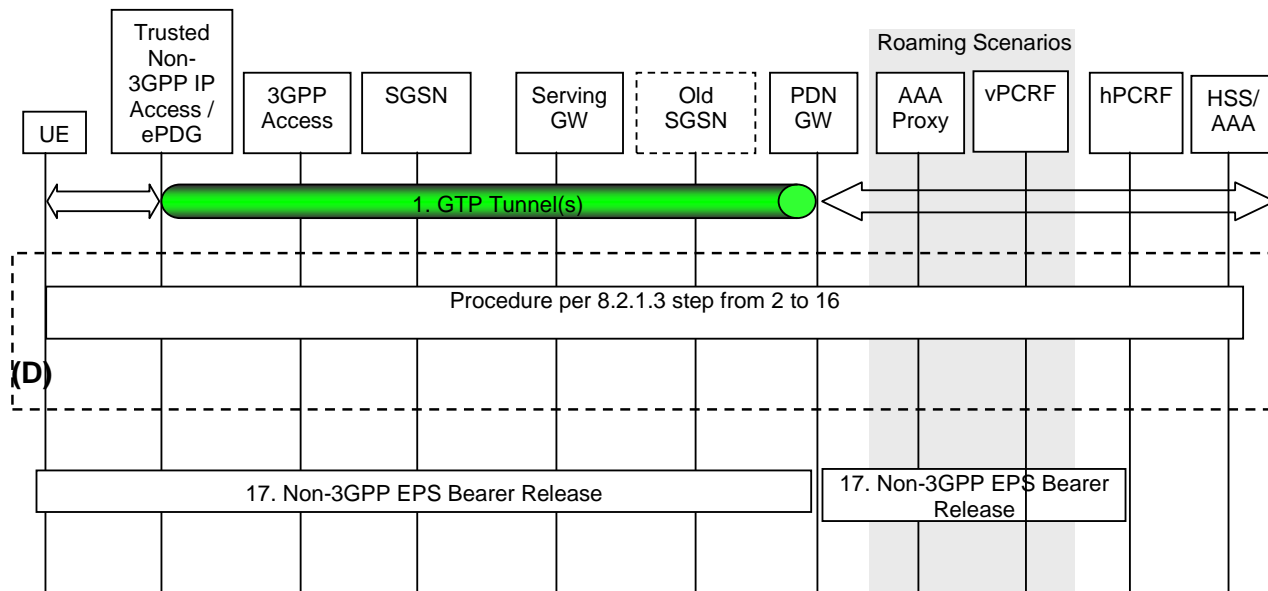 Roaming Scenarios
UE
Trusted
Non-
3GPP IP
Access /
ePDG
3GPP
Access
SGSN
Serving
GW
Old
SGSN
PDN
GW
AAA
Proxy
vPCRF
hPCRF
HSS/
AAA
1. GTP Tunnel(s)
Procedure per 8.2.1.3 step from 2 to 16
(D)
17. Non-3GPP EPS Bearer Release
17. Non-3GPP EPS Bearer
Release